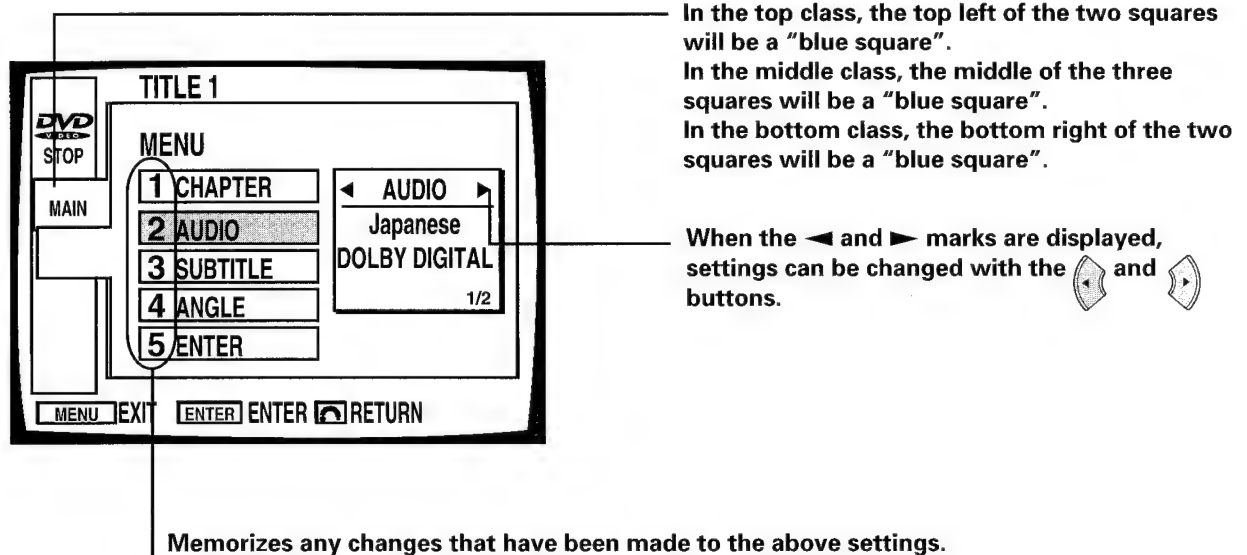 In the top class, the top left of the two squares
will be a "blue square".
In the middle class, the middle of the three
squares will be a "blue square".
In the bottom class, the bottom right of the two
squares will be a "blue square".
TITLE 1
DVD
VIDEO
STOP
MAIN
MENU
1 CHAPTER
2 AUDIO
3 SUBTITLE
4 ANGLE
5 ENTER
◄ AUDIO ►
Japanese
DOLBY DIGITAL
1/2
MENU EXIT ENTER ENTER RETURN
When the ◄ and ► marks are displayed,
settings can be changed with the and
buttons.
Memorizes any changes that have been made to the above settings.